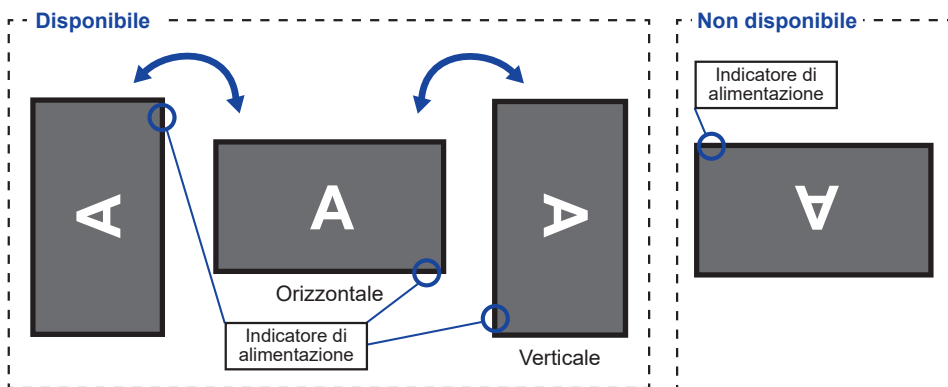 Disponibile
Non disponibile
Indicatore di
alimentazione
A
A
A
A
Orizzontale
Indicatore di
alimentazione
Verticale